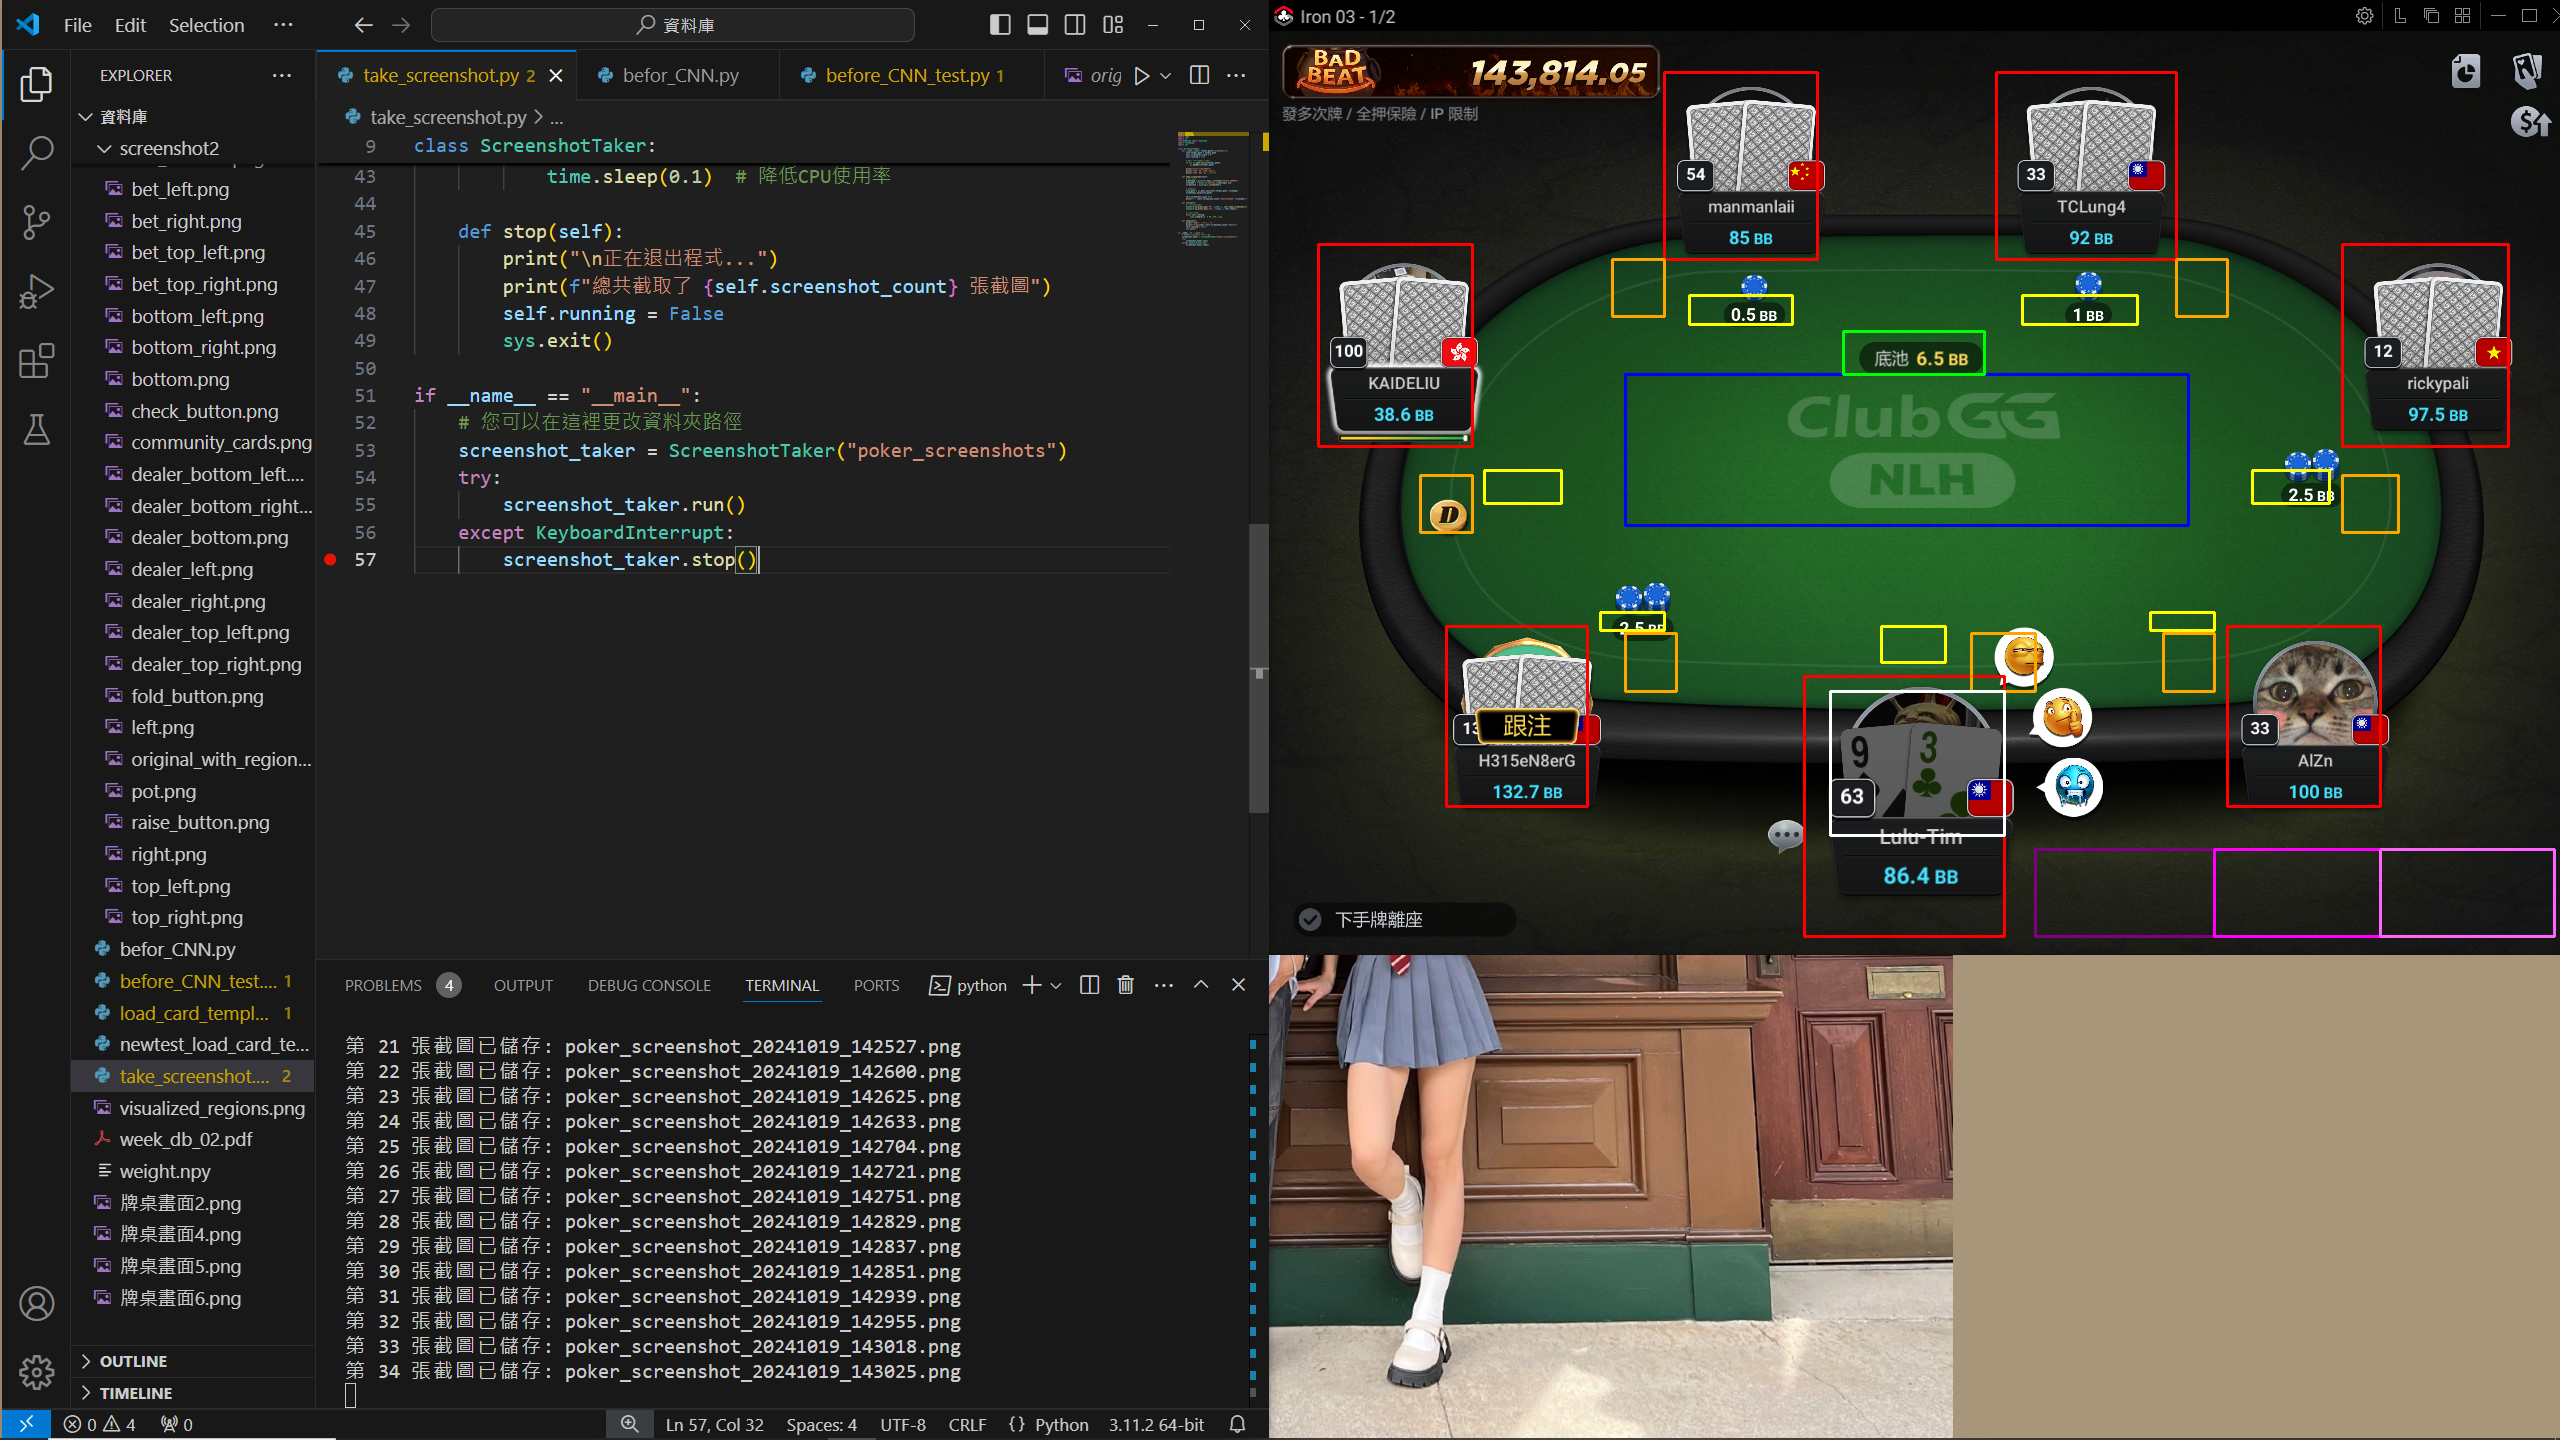 File Edit Selection ···
資料庫
EXPLORER
資料庫
screenshot2
bet_left.png
bet_right.png
bet_top_left.png
bet_top_right.png
bottom_left.png
bottom_right.png
bottom.png
check_button.png
community_cards.png
dealer_bottom_left....
dealer_bottom_right...
dealer_bottom.png
dealer_left.png
dealer_right.png
dealer_top_left.png
dealer_top_right.png
fold_button.png
left.png
original_with_region...
pot.png
raise_button.png
right.png
top_left.png
top_right.png
befor_CNN.py
before_CNN_test.... 1
load_card_templ... 1
newtest_load_card_te...
take_screenshot.... 2
visualized_regions.png
week_db_02.pdf
weight.npy
牌桌畫面2.png
牌桌畫面4.png
牌桌畫面5.png
牌桌畫面6.png
OUTLINE
TIMELINE
take_screenshot.py 2
befor_CNN.py
before_CNN_test.py 1
orig
take_screenshot.py > ...
9 class ScreenshotTaker:
43 time.sleep(0.1) # 降低CPU使用率
44
45 def stop(self):
46 print("\n正在退出程式...")
47 print(f"總共截取了 {self.screenshot_count} 張截圖")
48 self.running = False
49 sys.exit()
50
51 if __name__ == "__main__":
52 # 您可以在這裡更改資料夾路徑
53 screenshot_taker = ScreenshotTaker("poker_screenshots")
54 try:
55 screenshot_taker.run()
56 except KeyboardInterrupt:
57 screenshot_taker.stop()
PROBLEMS 4 OUTPUT DEBUG CONSOLE TERMINAL PORTS python
第 21 張截圖已儲存: poker_screenshot_20241019_142527.png
第 22 張截圖已儲存: poker_screenshot_20241019_142600.png
第 23 張截圖已儲存: poker_screenshot_20241019_142625.png
第 24 張截圖已儲存: poker_screenshot_20241019_142633.png
第 25 張截圖已儲存: poker_screenshot_20241019_142704.png
第 26 張截圖已儲存: poker_screenshot_20241019_142721.png
第 27 張截圖已儲存: poker_screenshot_20241019_142751.png
第 28 張截圖已儲存: poker_screenshot_20241019_142829.png
第 29 張截圖已儲存: poker_screenshot_20241019_142837.png
第 30 張截圖已儲存: poker_screenshot_20241019_142851.png
第 31 張截圖已儲存: poker_screenshot_20241019_142939.png
第 32 張截圖已儲存: poker_screenshot_20241019_142955.png
第 33 張截圖已儲存: poker_screenshot_20241019_143018.png
第 34 張截圖已儲存: poker_screenshot_20241019_143025.png
0 4 0
Ln 57, Col 32 Spaces: 4 UTF-8 CRLF {} Python 3.11.2 64-bit
Iron 03 - 1/2
BAD BEAT 143,814.05
發多次牌 / 全押保險 / IP 限制
54
manmanlaii
85 BB
33
TCLung4
92 BB
100
KAIDELIU
38.6 BB
12
rickypali
97.5 BB
0.5 BB
1 BB
底池 6.5 BB
ClubGG
NLH
D
2.5 BB
2.5 BB
13
跟注
H315eN8erG
132.7 BB
9 3
63
Lulu-Tim
86.4 BB
33
AlZn
100 BB
下手牌離座